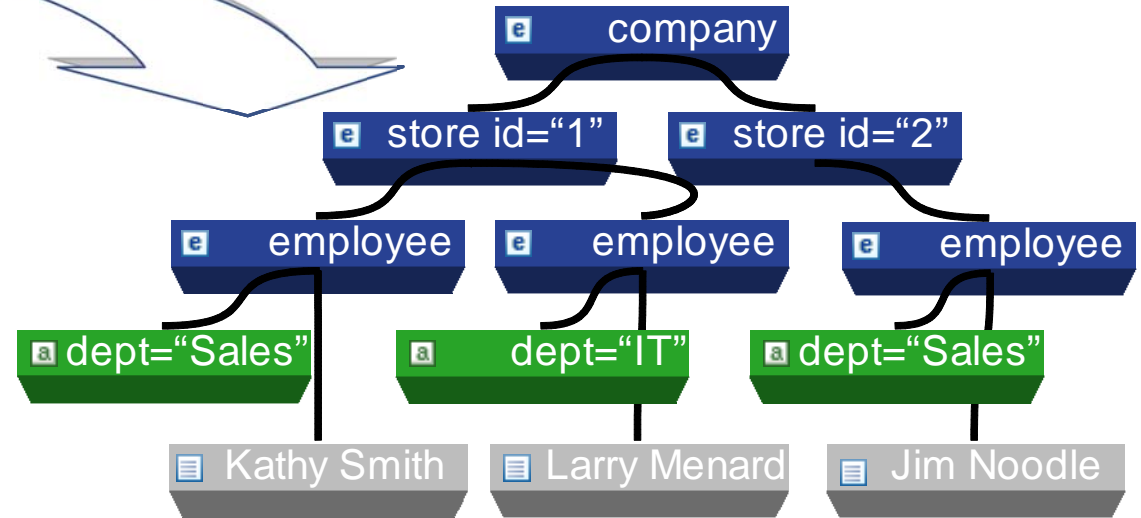 e company
e store id=“1” e store id=“2”
e employee e employee e employee
a dept=“Sales” a dept=“IT” a dept=“Sales”
Kathy Smith Larry Menard Jim Noodle